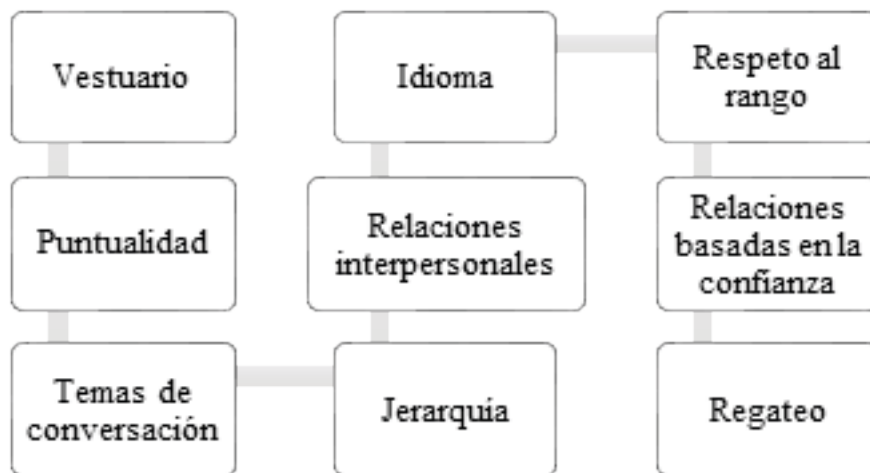 Vestuario
Puntualidad
Temas de
conversación
Jerarquía
Relaciones
interpersonales
Idioma
Respeto al
rango
Relaciones
basadas en la
confianza
Regateo